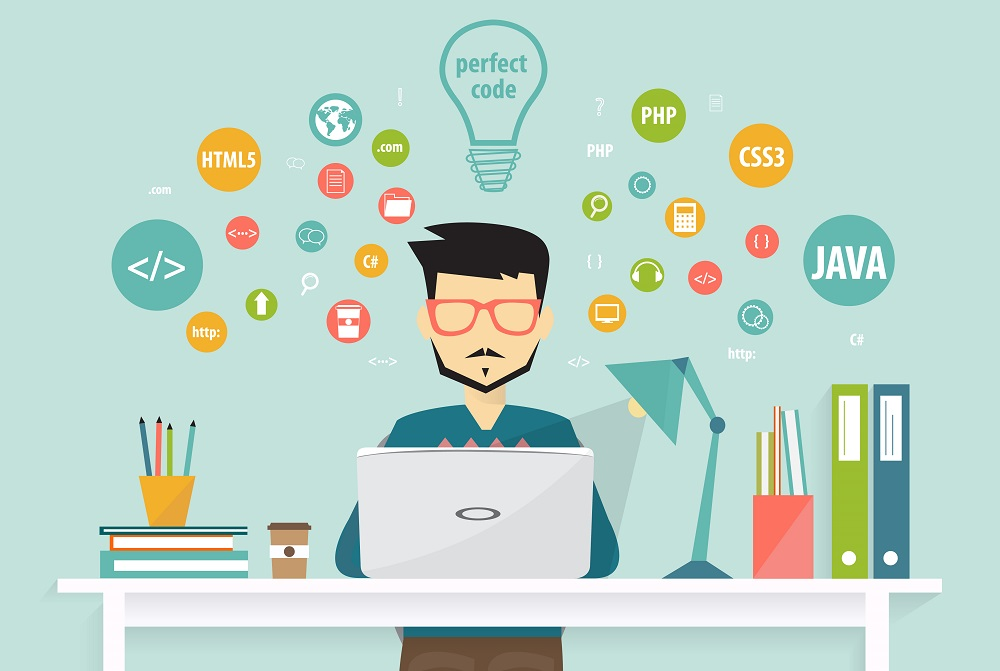 perfect
code
PHP
HTML5
.com
PHP
CSS3
.com
<···>
{ }
</>
C#
{ }
JAVA
</>
http:
<···>
</>
http:
C#
?
!